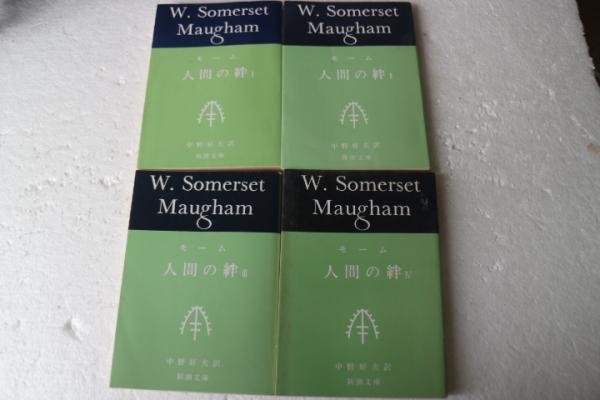 W. Somerset
Maugham
モーム
人間の絆 I
中野好夫訳
新潮文庫
W. Somerset
Maugham
モーム
人間の絆
中野好夫訳
新潮文庫
W. Somerset
Maugham
モーム
人間の絆
中野好夫訳
新潮文庫
W. Somerset
Maugham
モーム
人間の絆 IV
中野好夫訳
新潮文庫